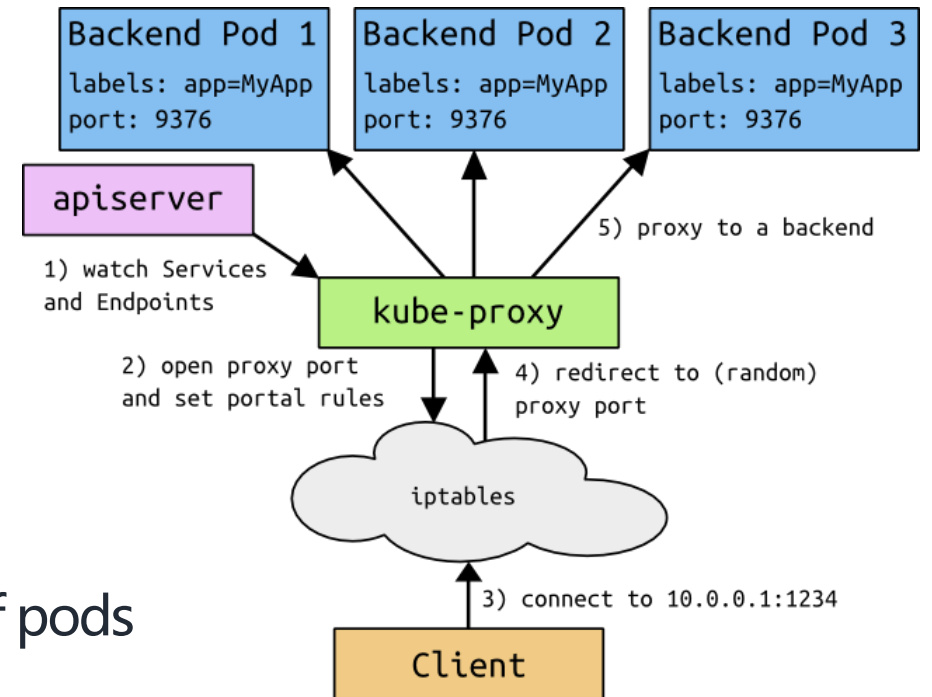 Backend Pod 1
labels: app=MyApp
port: 9376
Backend Pod 2
labels: app=MyApp
port: 9376
Backend Pod 3
labels: app=MyApp
port: 9376
apiserver
1) watch Services
and Endpoints
5) proxy to a backend
kube-proxy
2) open proxy port
and set portal rules
4) redirect to (random)
proxy port
iptables
3) connect to 10.0.0.1:1234
pods
Client